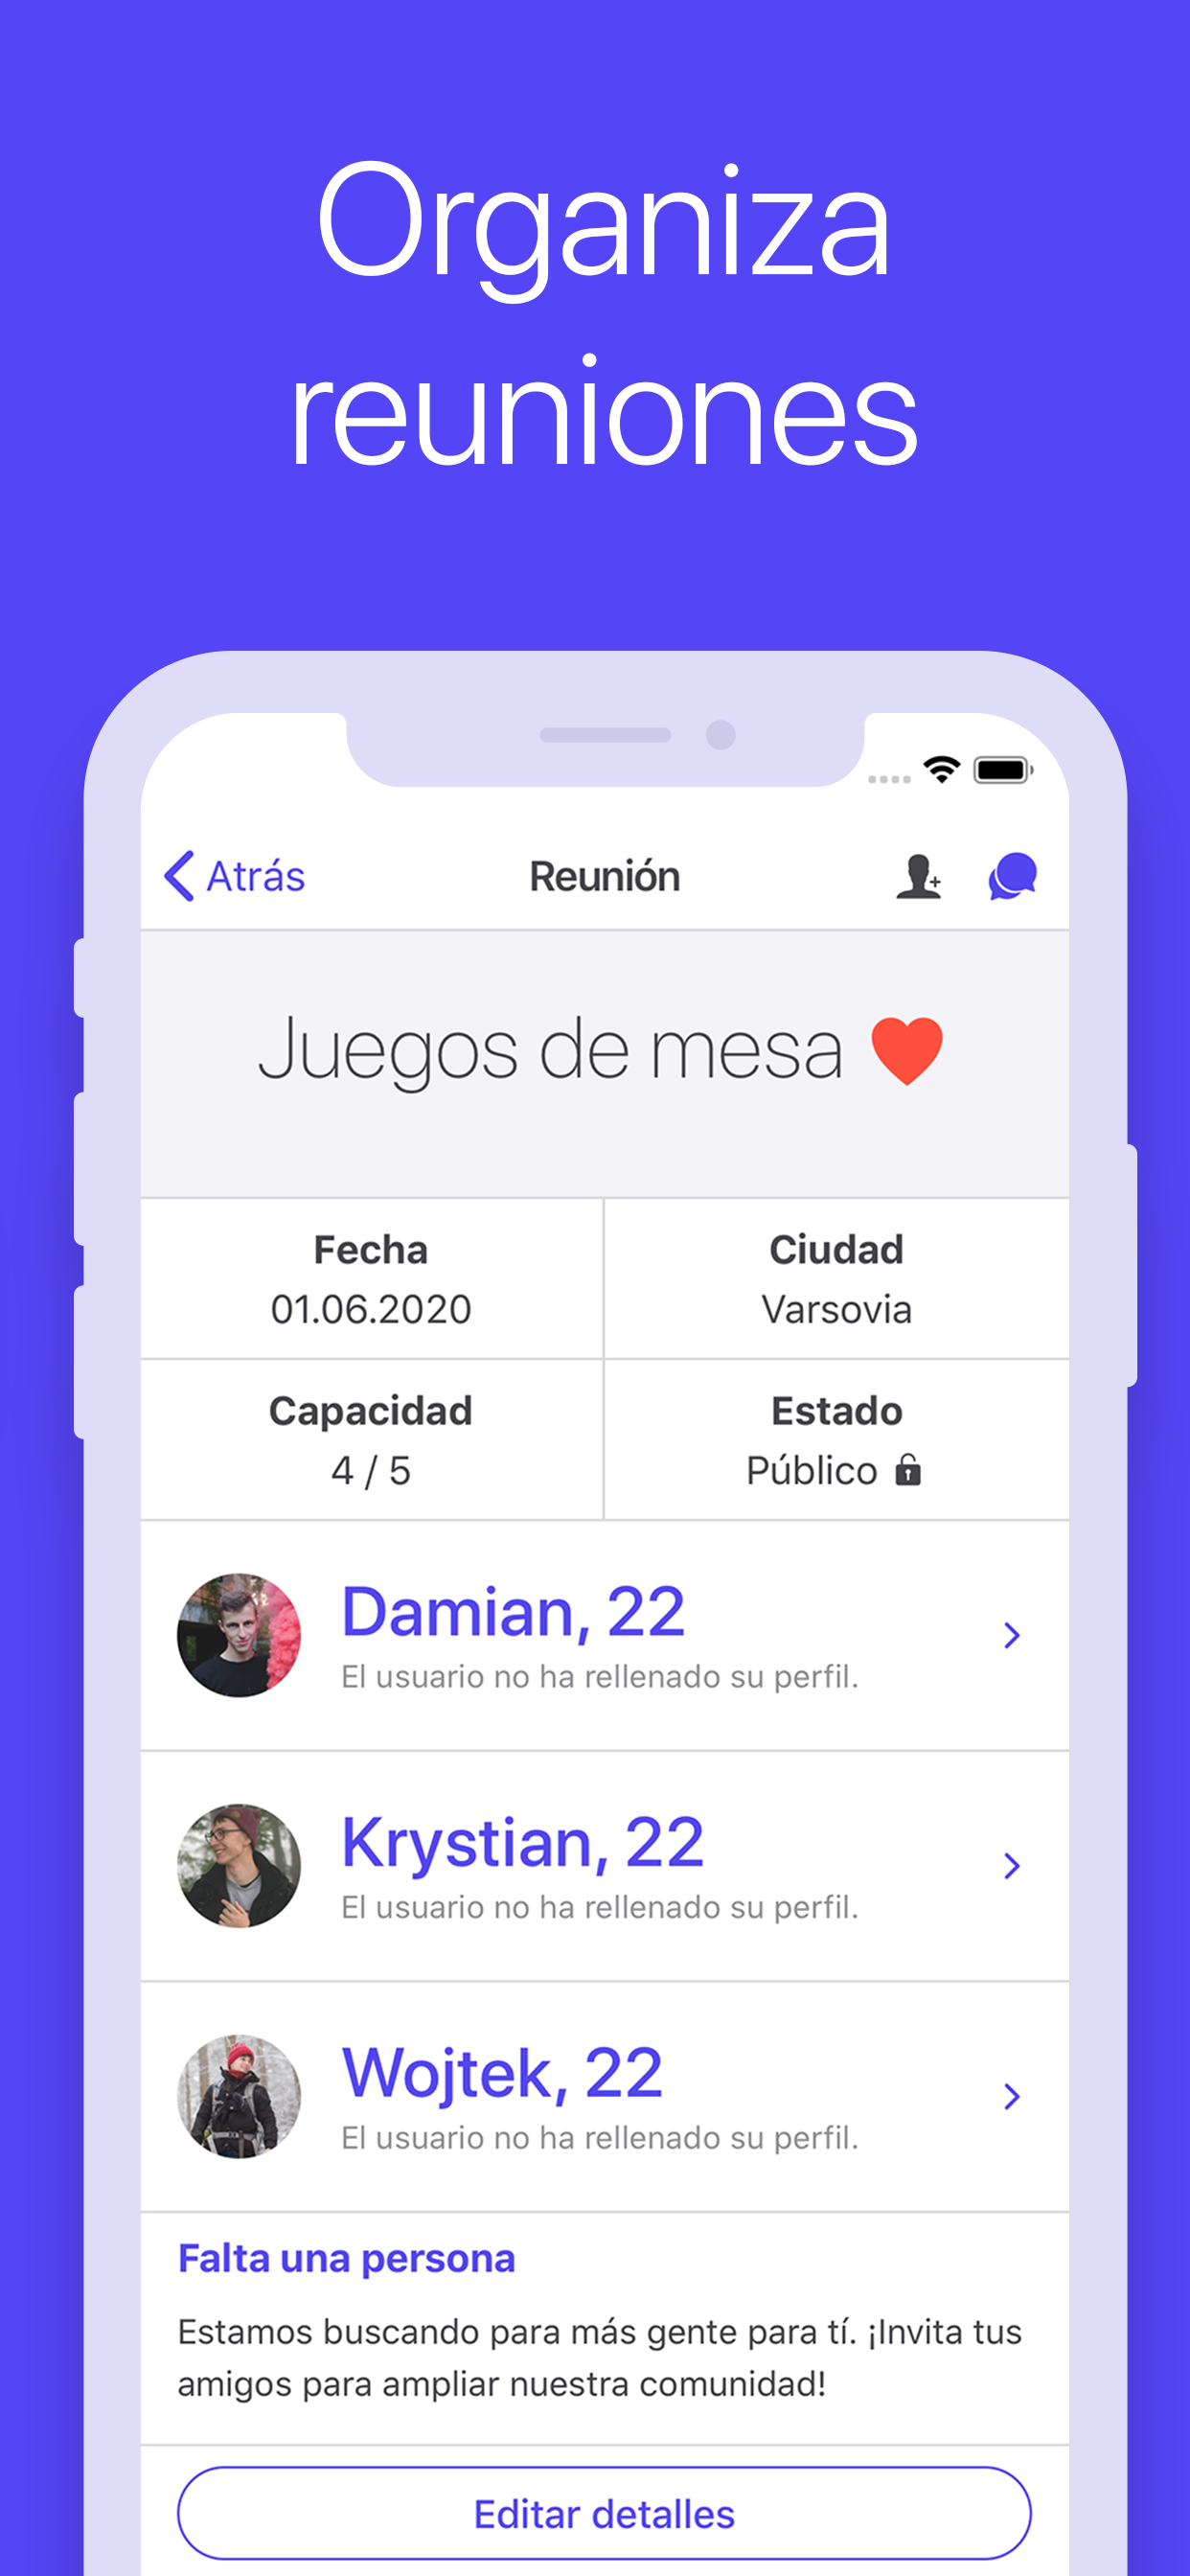 Organiza
reuniones
Atrás
Reunión
Juegos de mesa ❤️
Fecha
01.06.2020
Ciudad
Varsovia
Capacidad
4 / 5
Estado
Público
Damian, 22
El usuario no ha rellenado su perfil.
Krystian, 22
El usuario no ha rellenado su perfil.
Wojtek, 22
El usuario no ha rellenado su perfil.
Falta una persona
Estamos buscando para más gente para tí. ¡Invita tus
amigos para ampliar nuestra comunidad!
Editar detalles